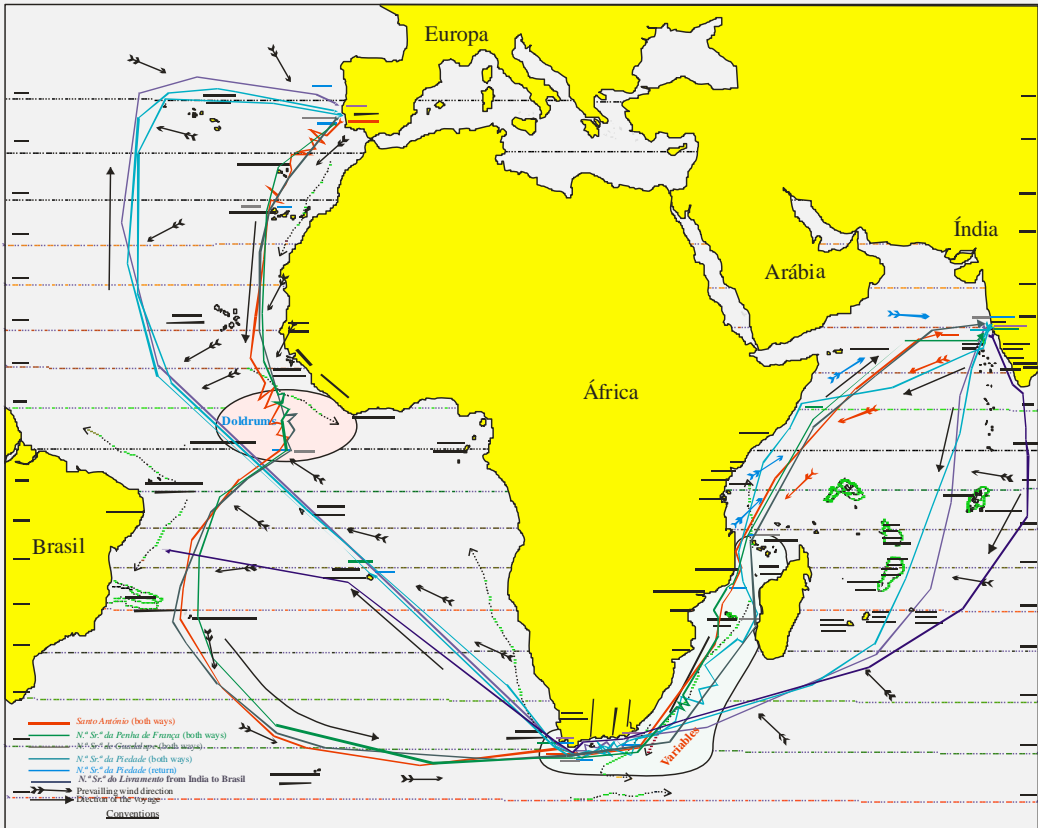 Europa
Índia
Arábia
África
Doldrums
Brasil
Variables
Santo António (both ways)
N.ª Sr.ª da Penha de França (both ways)
N.ª Sr.ª de Guadalupe (both ways)
N.ª Sr.ª da Piedade (both ways)
N.ª Sr.ª da Piedade (return)
N.ª Sr.ª do Livramento from India to Brasil
Prevailling wind direction
Direction of the voyage
Conventions